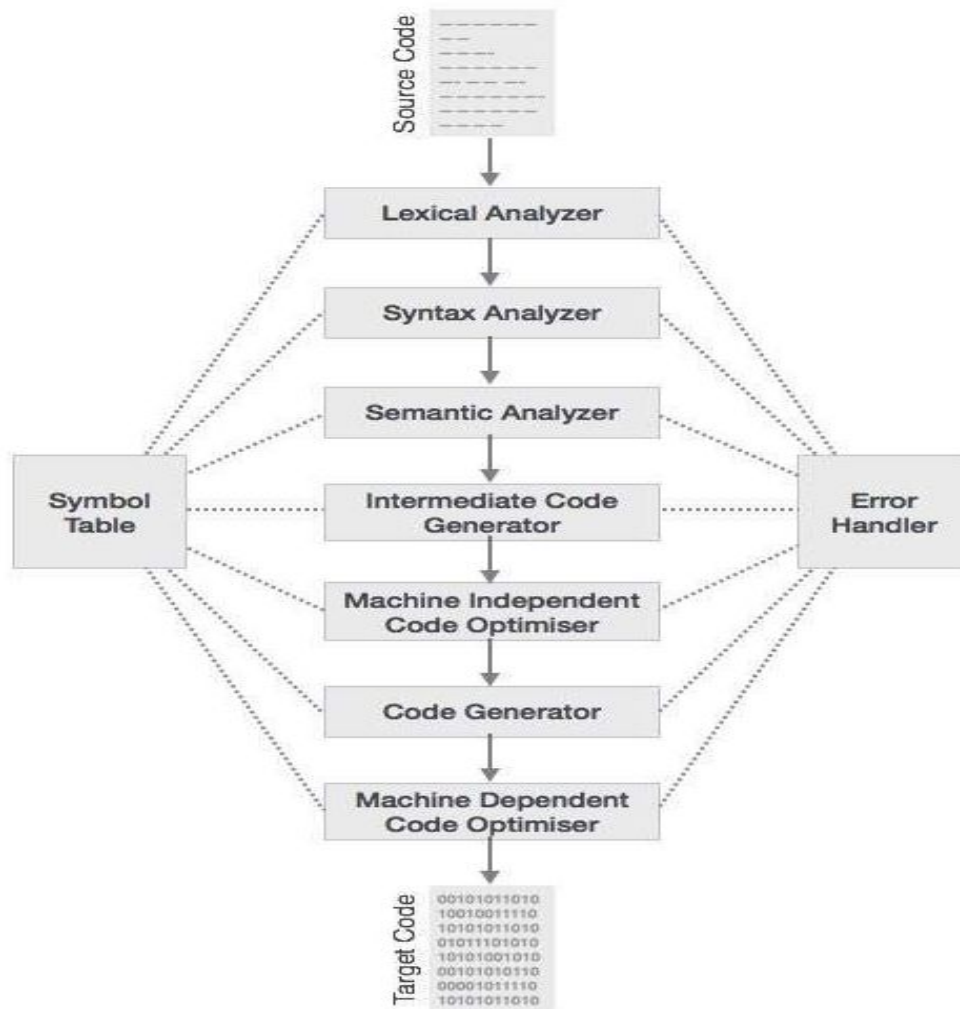 Source Code
Lexical Analyzer
Syntax Analyzer
Semantic Analyzer
Symbol
Table
Intermediate Code
Generator
Error
Handler
Machine Independent
Code Optimiser
Code Generator
Machine Dependent
Code Optimiser
Target Code
00101011010
10010011110
10101011010
01011101010
10101001010
00101010110
00001011110
10101011010